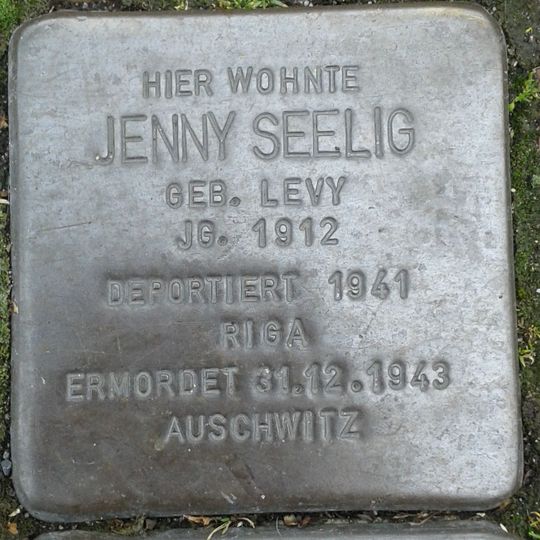 HIER WOHNTE
JENNY SEELIG
GEB. LEVY
JG. 1912
DEPORTIERT 1941
RIGA
ERMORDET 31.12.1943
AUSCHWITZ